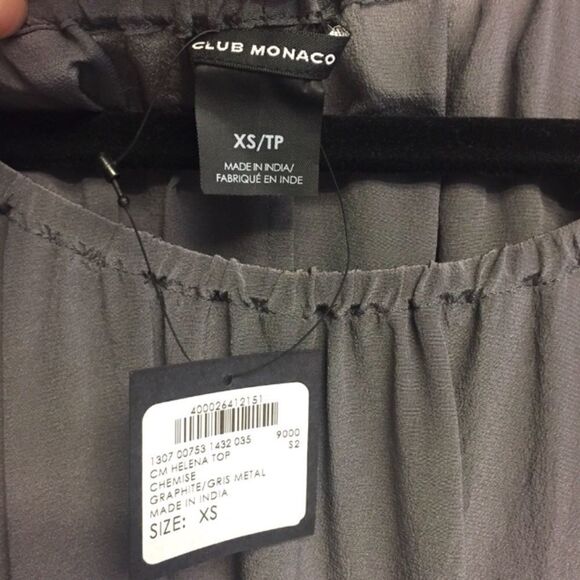 CLUB MONACO
XS/TP
MADE IN INDIA/
FABRIQUÉ EN INDE
400026412151
1307 00753 1432 035 9000
CM HELENA TOP S2
CHEMISE
GRAPHITE/GRIS METAL
MADE IN INDIA
SIZE: XS